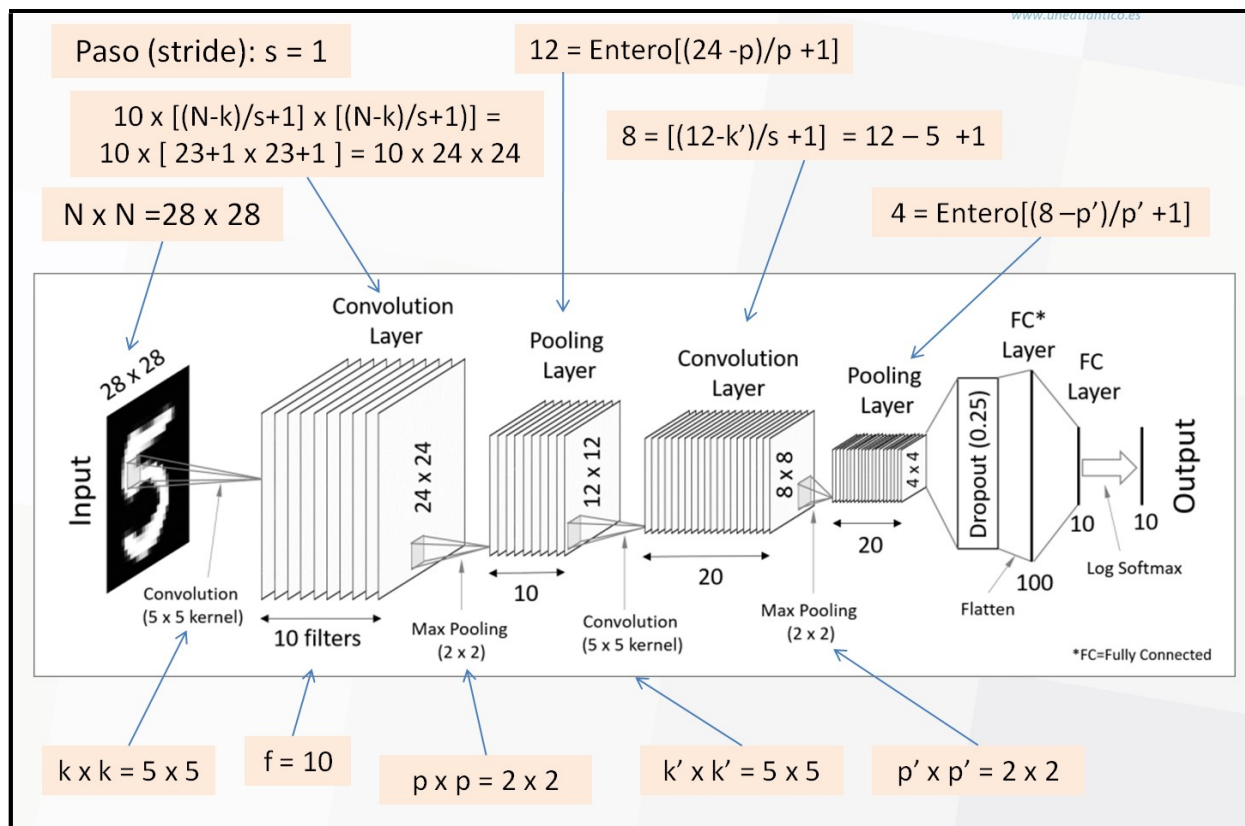 www.uneatlantico.es
Paso (stride): s = 1
12 = Entero[(24 -p)/p +1]
10 x [(N-k)/s+1] x [(N-k)/s+1)] =
10 x [ 23+1 x 23+1 ] = 10 x 24 x 24
8 = [(12-k’)/s +1] = 12 – 5 +1
N x N =28 x 28
4 = Entero[(8 –p’)/p’ +1]
Convolution
Layer
Pooling
Layer
Convolution
Layer
Pooling
Layer
FC*
Layer
FC
Layer
28 x 28
Input
24 x 24
12 x 12
8 x 8
4 x 4
Dropout (0.25)
Output
Convolution
(5 x 5 kernel)
10 filters
Max Pooling
(2 x 2)
10
Convolution
(5 x 5 kernel)
20
Max Pooling
(2 x 2)
20
Flatten
100
10
10
Log Softmax
*FC=Fully Connected
k x k = 5 x 5
f = 10
p x p = 2 x 2
k’ x k’ = 5 x 5
p’ x p’ = 2 x 2